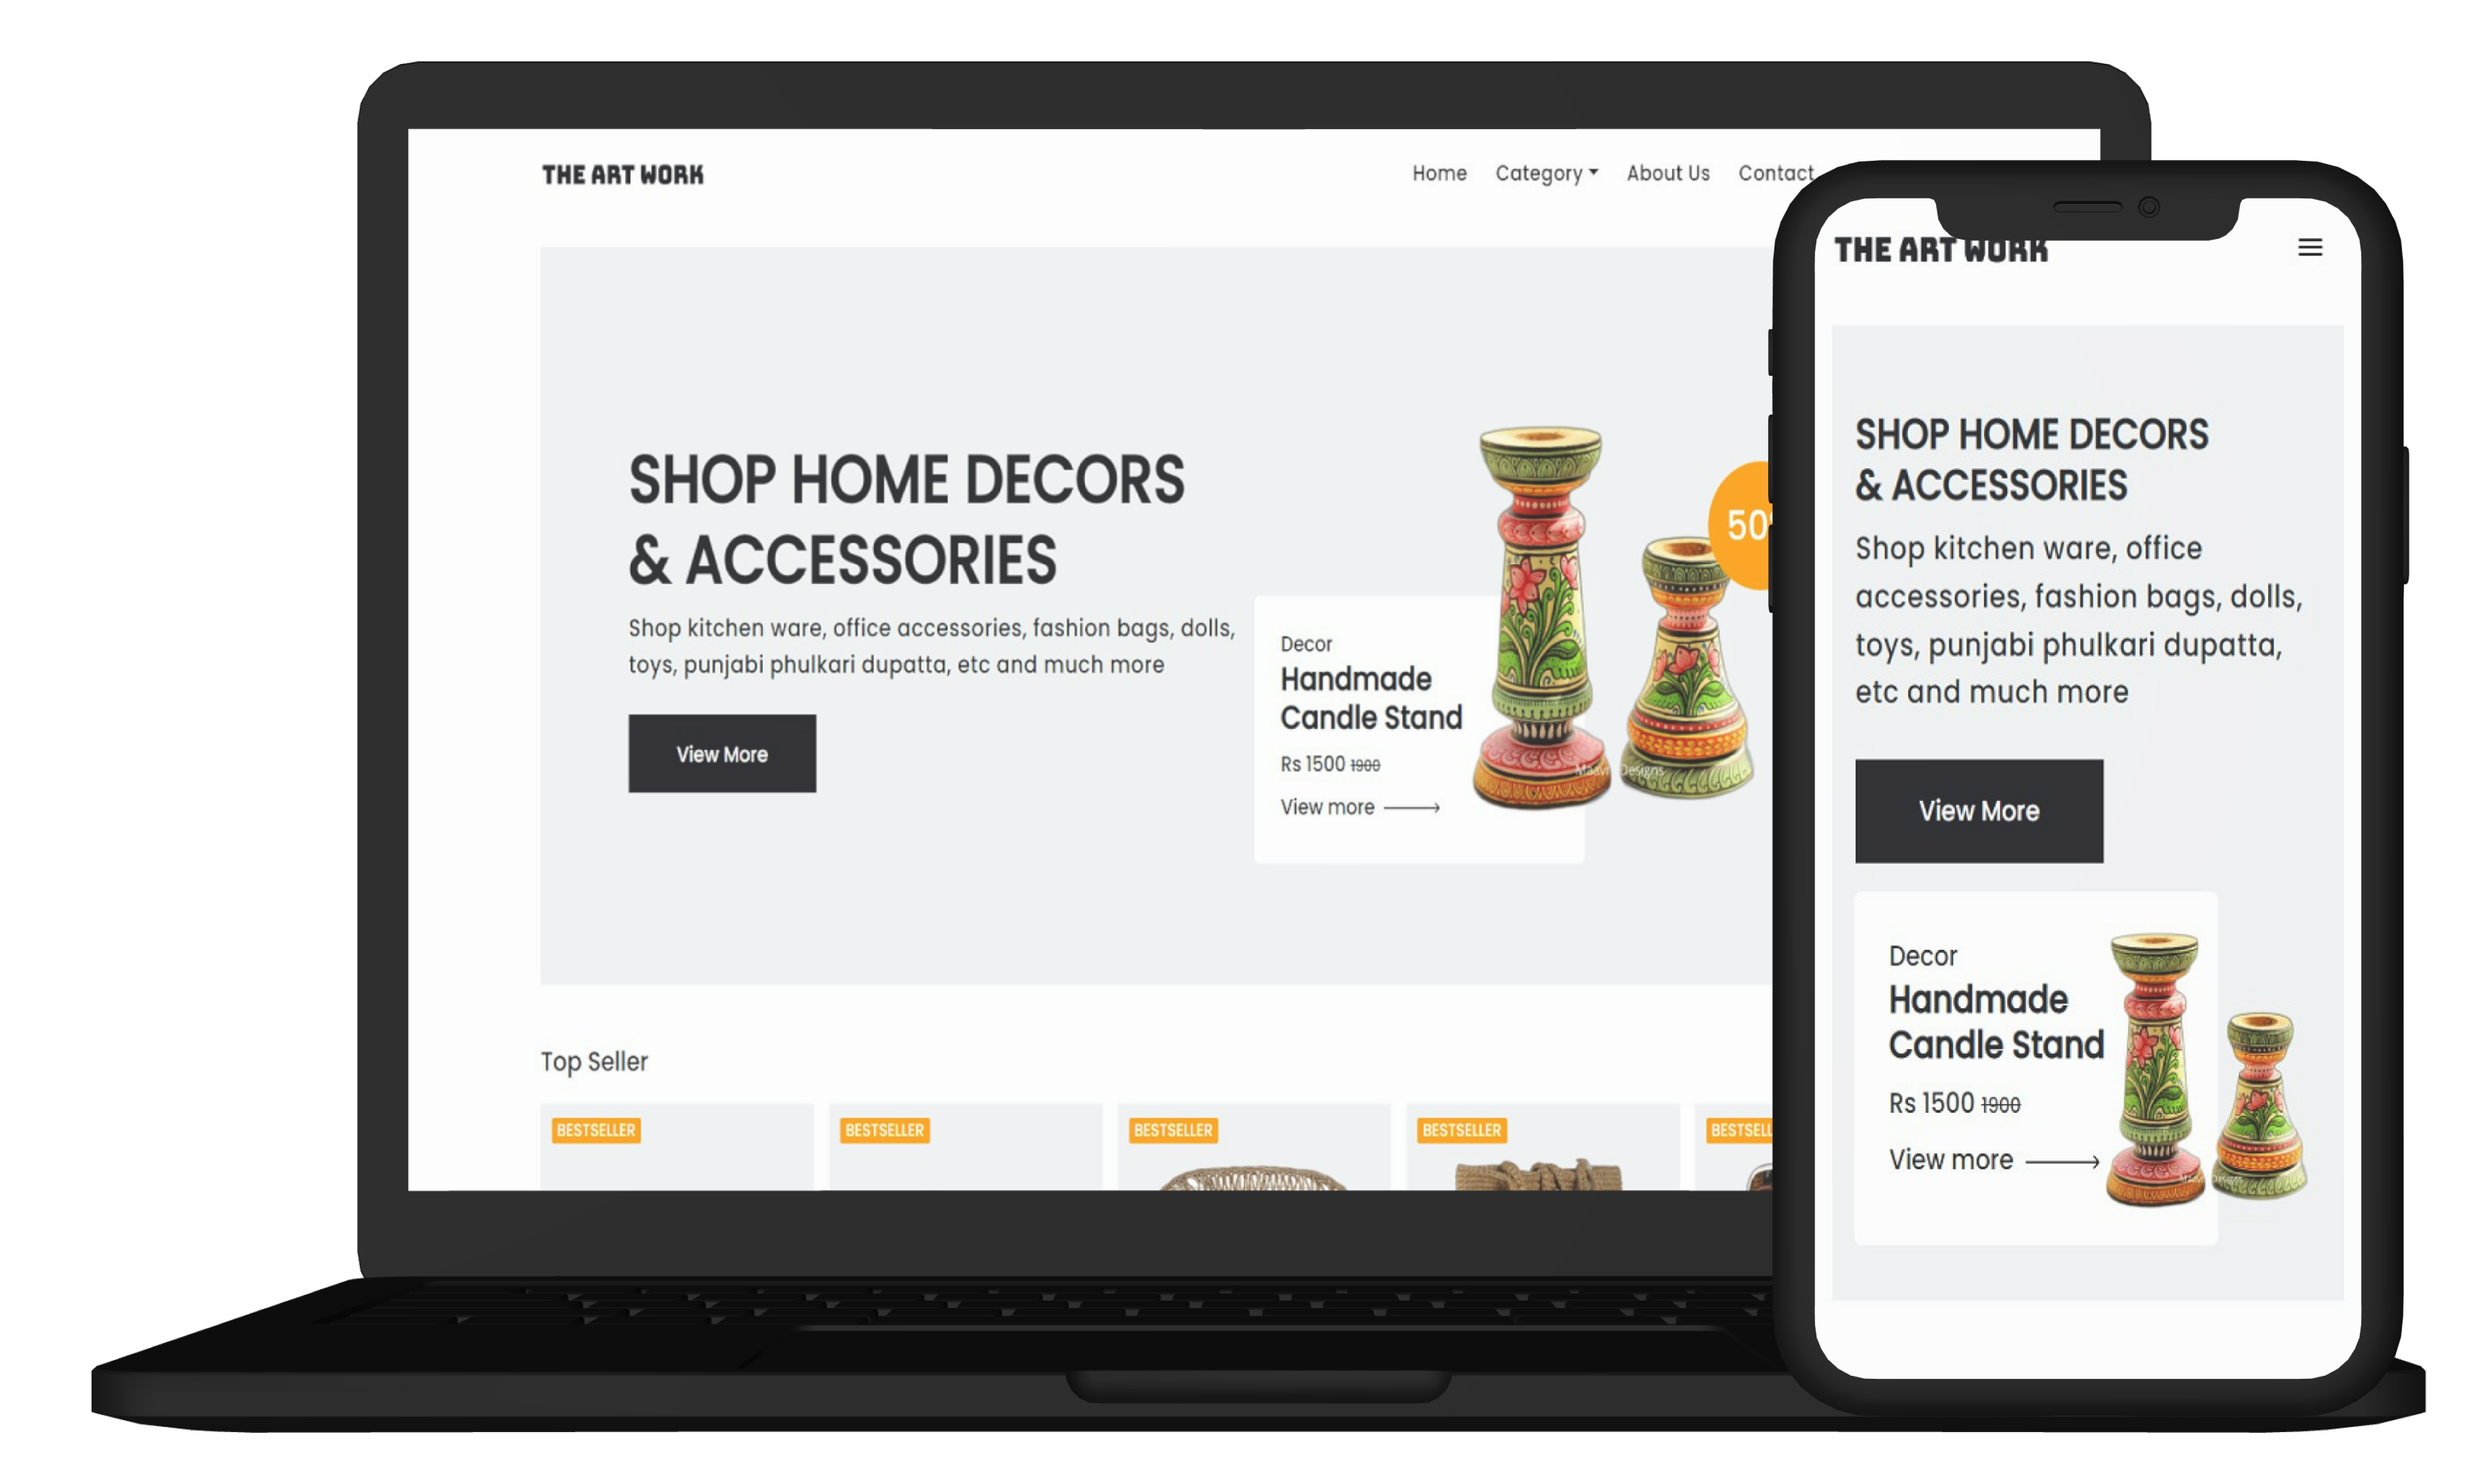 THE ART WORK
Home Category About Us Contact
SHOP HOME DECORS
& ACCESSORIES
Shop kitchen ware, office accessories, fashion bags, dolls,
toys, punjabi phulkari dupatta, etc and much more
View More
50
Decor
Handmade
Candle Stand
Rs 1500 1900
View more
Designs
Top Seller
BESTSELLER
BESTSELLER
BESTSELLER
BESTSELLER
BESTSELL
THE ART WORK
SHOP HOME DECORS
& ACCESSORIES
Shop kitchen ware, office
accessories, fashion bags, dolls,
toys, punjabi phulkari dupatta,
etc and much more
View More
Decor
Handmade
Candle Stand
Rs 1500 1900
View more